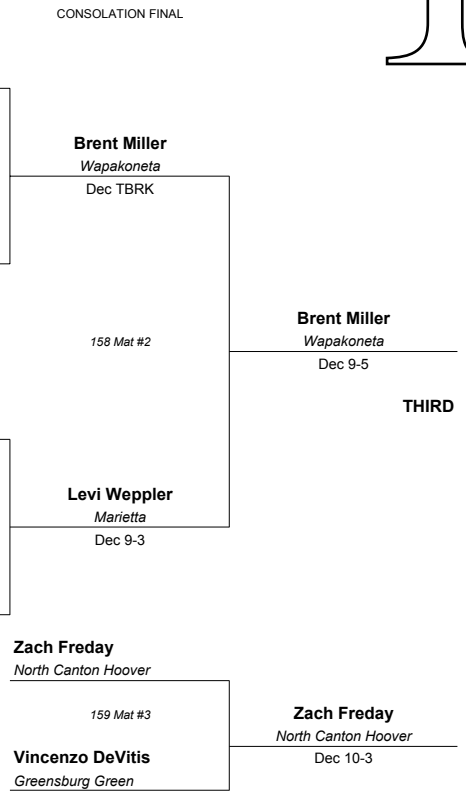 CONSOLATION FINAL
Brent Miller
Wapakoneta
Dec TBRK
158 Mat #2
Brent Miller
Wapakoneta
Dec 9-5
THIRD
Levi Weppler
Marietta
Dec 9-3
Zach Freday
North Canton Hoover
159 Mat #3
Zach Freday
North Canton Hoover
Dec 10-3
Vincenzo DeVitis
Greensburg Green